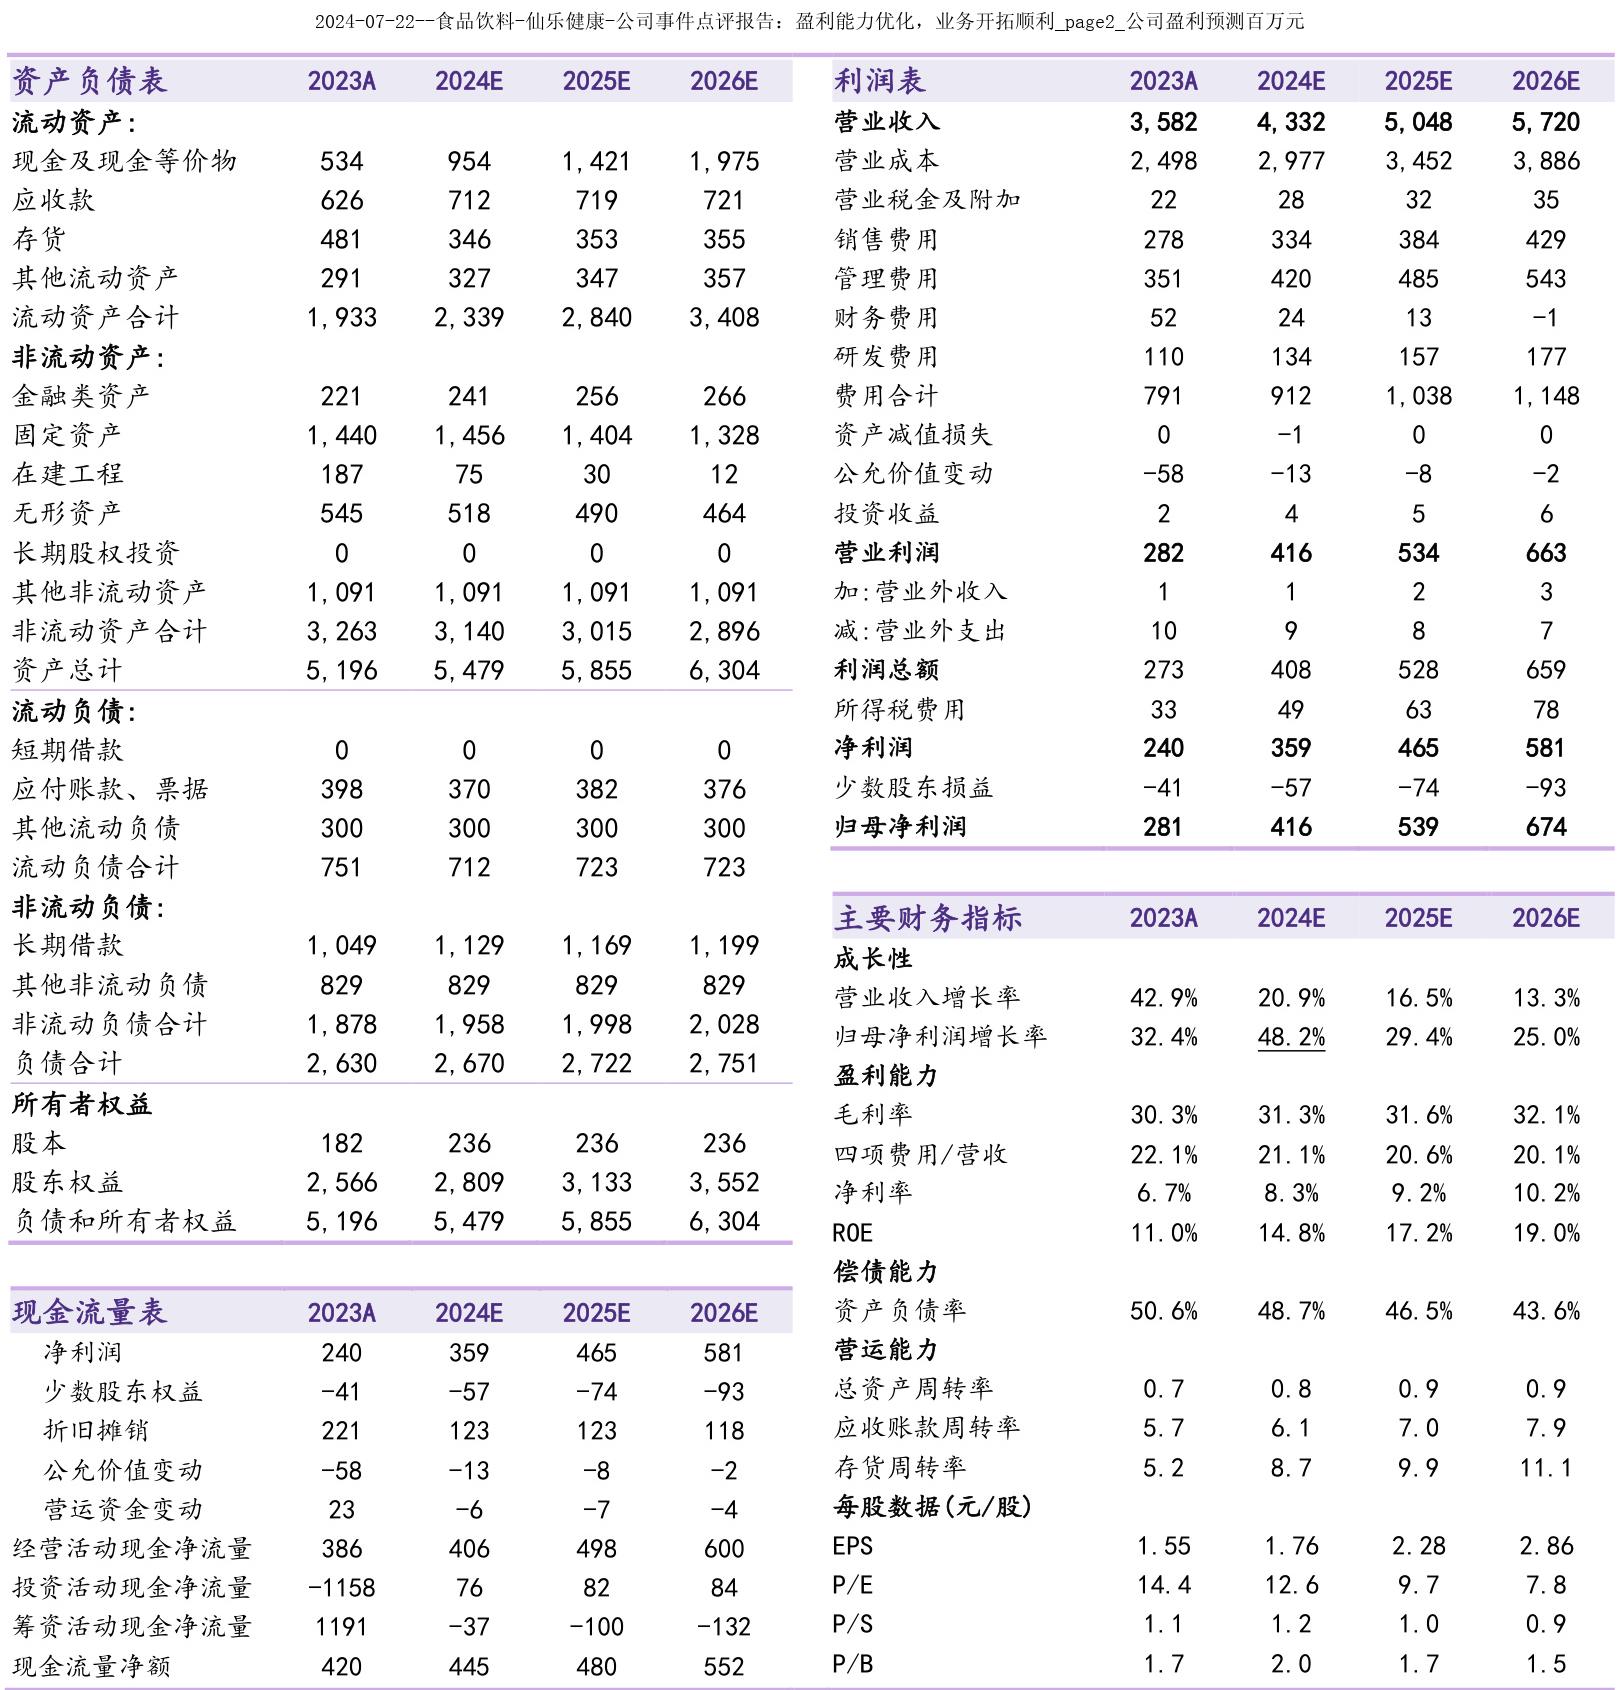 2024-07-22--食品饮料-仙乐健康-公司事件点评报告：盈利能力优化，业务开拓顺利_page2_公司盈利预测百万元
资产负债表 2023A 2024E 2025E 2026E
流动资产:
现金及现金等价物 534 954 1,421 1,975
应收款 626 712 719 721
存货 481 346 353 355
其他流动资产 291 327 347 357
流动资产合计 1,933 2,339 2,840 3,408
非流动资产:
金融类资产 221 241 256 266
固定资产 1,440 1,456 1,404 1,328
在建工程 187 75 30 12
无形资产 545 518 490 464
长期股权投资 0 0 0 0
其他非流动资产 1,091 1,091 1,091 1,091
非流动资产合计 3,263 3,140 3,015 2,896
资产总计 5,196 5,479 5,855 6,304
流动负债:
短期借款 0 0 0 0
应付账款、票据 398 370 382 376
其他流动负债 300 300 300 300
流动负债合计 751 712 723 723
非流动负债:
长期借款 1,049 1,129 1,169 1,199
其他非流动负债 829 829 829 829
非流动负债合计 1,878 1,958 1,998 2,028
负债合计 2,630 2,670 2,722 2,751
所有者权益
股本 182 236 236 236
股东权益 2,566 2,809 3,133 3,552
负债和所有者权益 5,196 5,479 5,855 6,304
现金流量表 2023A 2024E 2025E 2026E
净利润 240 359 465 581
少数股东权益 -41 -57 -74 -93
折旧摊销 221 123 123 118
公允价值变动 -58 -13 -8 -2
营运资金变动 23 -6 -7 -4
经营活动现金净流量 386 406 498 600
投资活动现金净流量 -1158 76 82 84
筹资活动现金净流量 1191 -37 -100 -132
现金流量净额 420 445 480 552
利润表 2023A 2024E 2025E 2026E
营业收入 3,582 4,332 5,048 5,720
营业成本 2,498 2,977 3,452 3,886
营业税金及附加 22 28 32 35
销售费用 278 334 384 429
管理费用 351 420 485 543
财务费用 52 24 13 -1
研发费用 110 134 157 177
费用合计 791 912 1,038 1,148
资产减值损失 0 -1 0 0
公允价值变动 -58 -13 -8 -2
投资收益 2 4 5 6
营业利润 282 416 534 663
加:营业外收入 1 1 2 3
减:营业外支出 10 9 8 7
利润总额 273 408 528 659
所得税费用 33 49 63 78
净利润 240 359 465 581
少数股东损益 -41 -57 -74 -93
归母净利润 281 416 539 674
主要财务指标 2023A 2024E 2025E 2026E
成长性
营业收入增长率 42.9% 20.9% 16.5% 13.3%
归母净利润增长率 32.4% 48.2% 29.4% 25.0%
盈利能力
毛利率 30.3% 31.3% 31.6% 32.1%
四项费用/营收 22.1% 21.1% 20.6% 20.1%
净利率 6.7% 8.3% 9.2% 10.2%
ROE 11.0% 14.8% 17.2% 19.0%
偿债能力
资产负债率 50.6% 48.7% 46.5% 43.6%
营运能力
总资产周转率 0.7 0.8 0.9 0.9
应收账款周转率 5.7 6.1 7.0 7.9
存货周转率 5.2 8.7 9.9 11.1
每股数据(元/股)
EPS 1.55 1.76 2.28 2.86
P/E 14.4 12.6 9.7 7.8
P/S 1.1 1.2 1.0 0.9
P/B 1.7 2.0 1.7 1.5